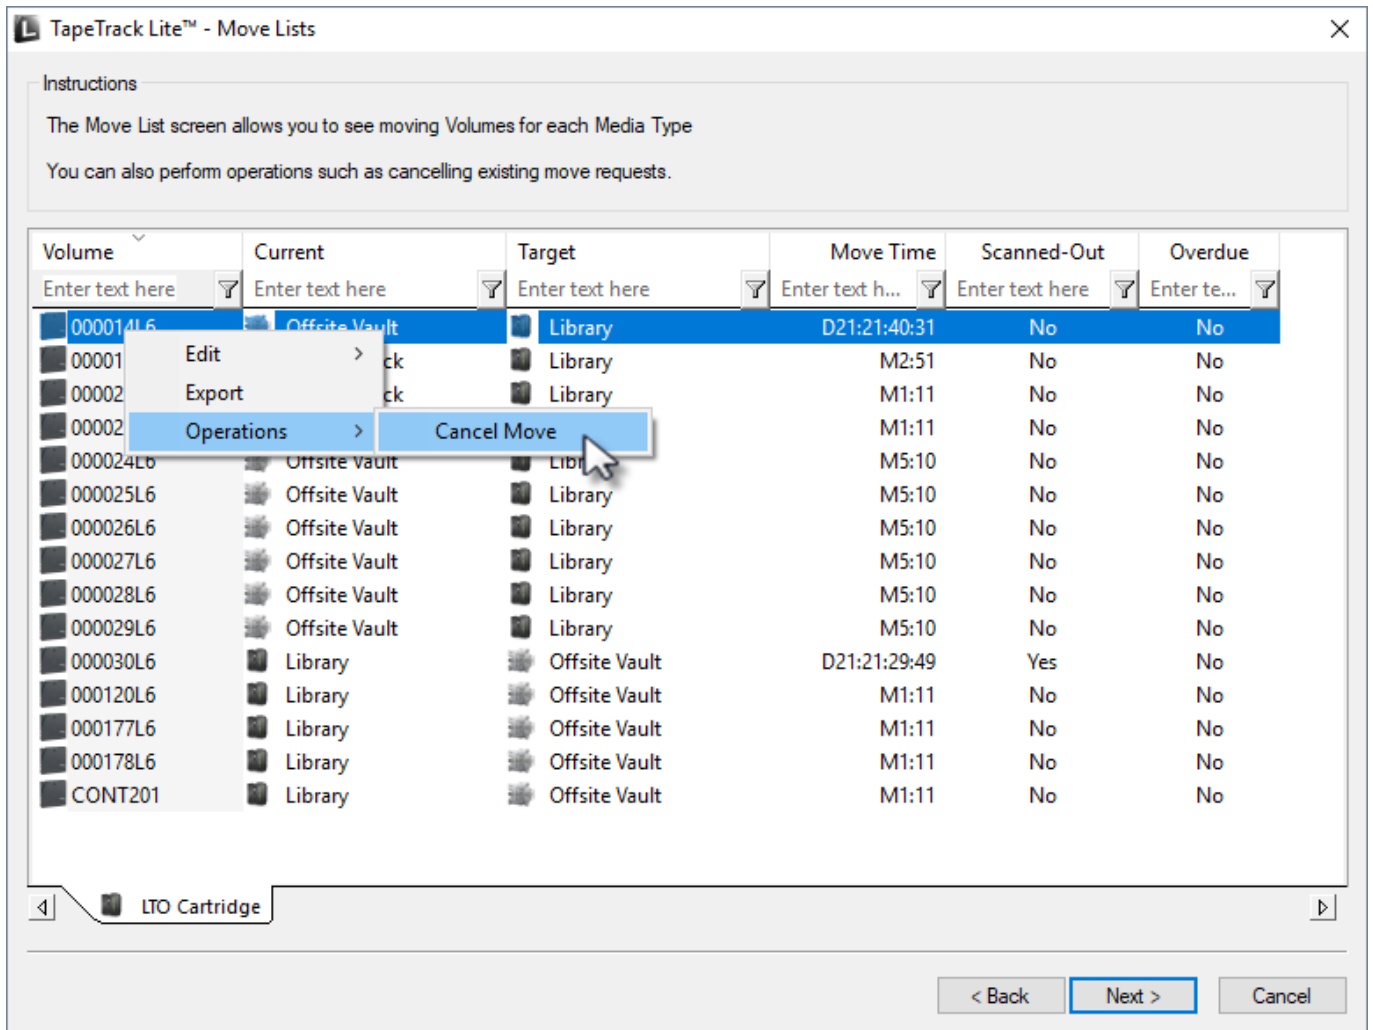 TapeTrack Lite™ - Move Lists
Instructions
The Move List screen allows you to see moving Volumes for each Media Type
You can also perform operations such as cancelling existing move requests.
Volume Current Target Move Time Scanned-Out Overdue
Enter text here Enter text here Enter text here Enter text h... Enter text here Enter te...
000014L6 Offsite Vault Library D21:21:40:31 No No
00001 ck Library M2:51 No No
00002 ck Library M1:11 No No
00002 M1:11 No No
000024L6 Offsite Vault M5:10 No No
000025L6 Offsite Vault Library M5:10 No No
000026L6 Offsite Vault Library M5:10 No No
000027L6 Offsite Vault Library M5:10 No No
000028L6 Offsite Vault Library M5:10 No No
000029L6 Offsite Vault Library M5:10 No No
000030L6 Library Offsite Vault D21:21:29:49 Yes No
000120L6 Library Offsite Vault M1:11 No No
000177L6 Library Offsite Vault M1:11 No No
000178L6 Library Offsite Vault M1:11 No No
CONT201 Library Offsite Vault M1:11 No No
Edit
Export
Operations
Cancel Move
LTO Cartridge
< Back Next > Cancel